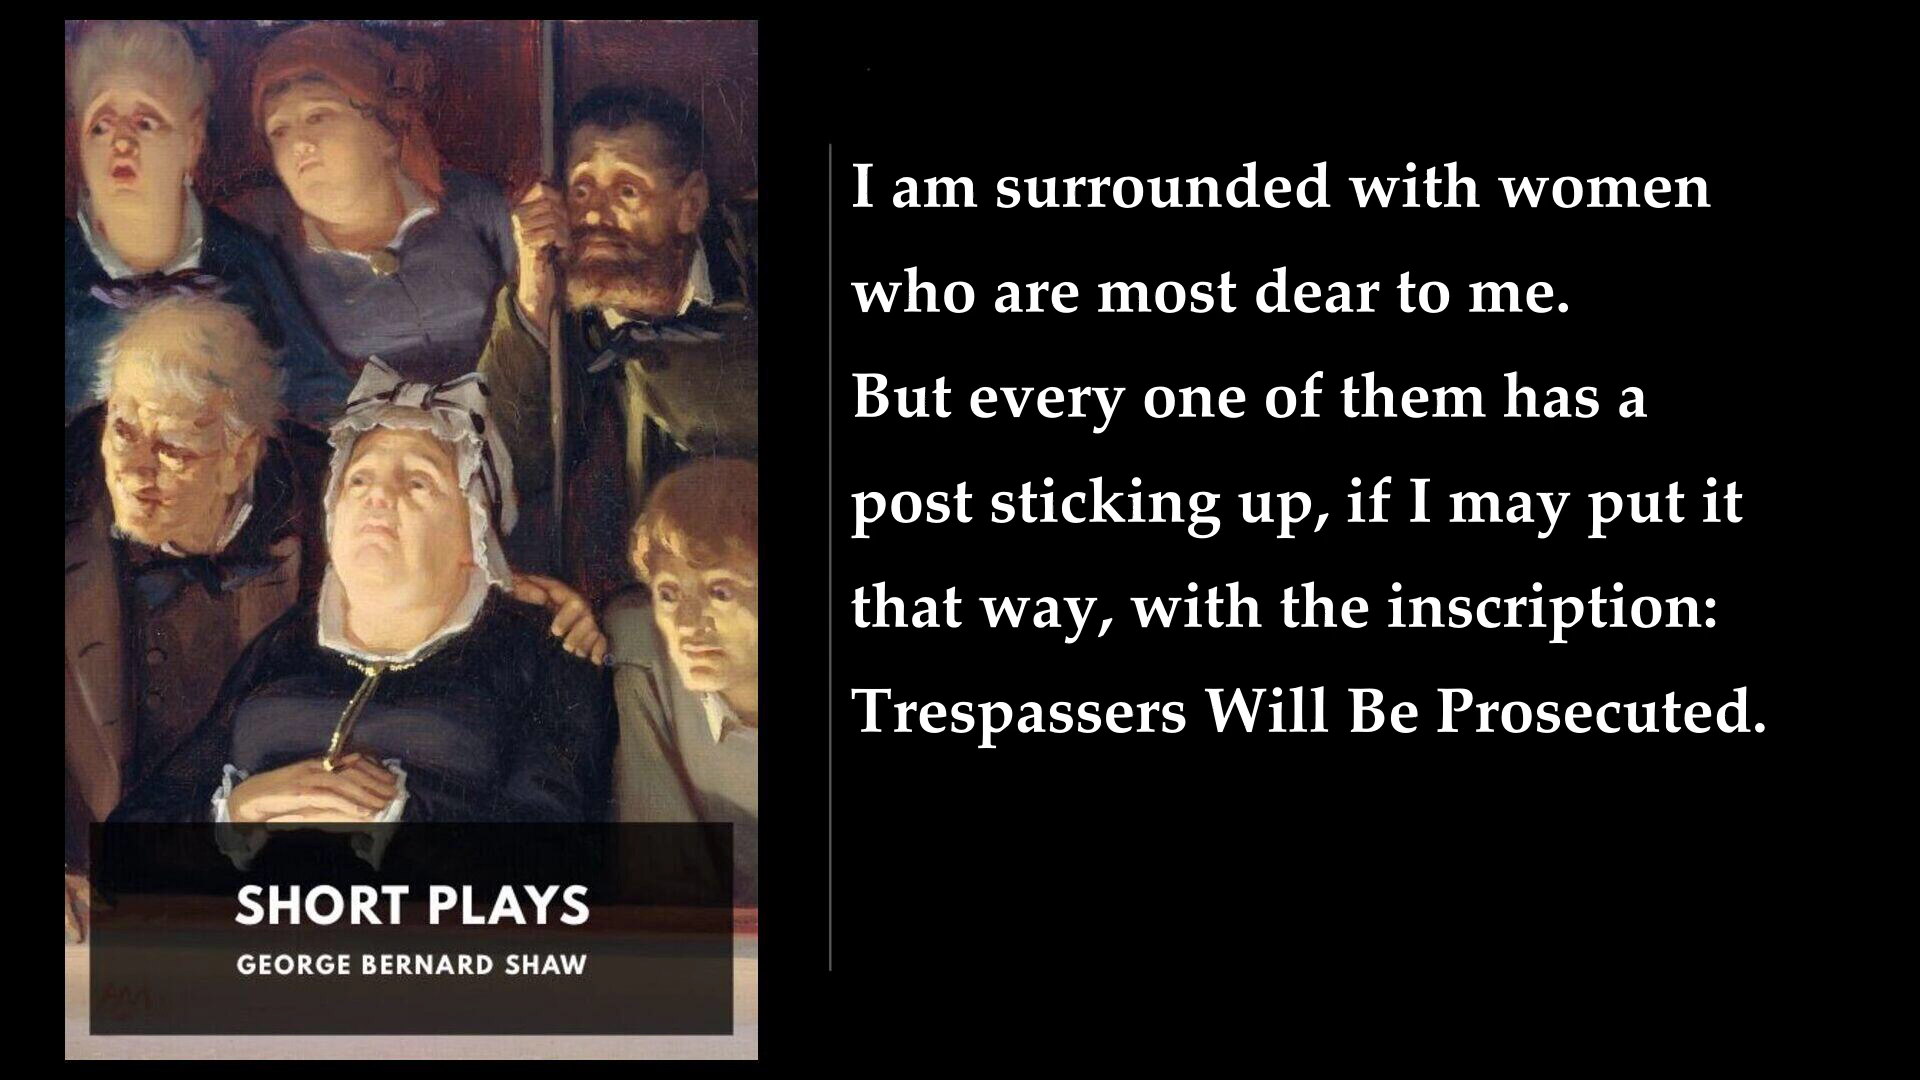 I am surrounded with women
who are most dear to me.
But every one of them has a
post sticking up, if I may put it
that way, with the inscription:
Trespassers Will Be Prosecuted.
SHORT PLAYS
GEORGE BERNARD SHAW